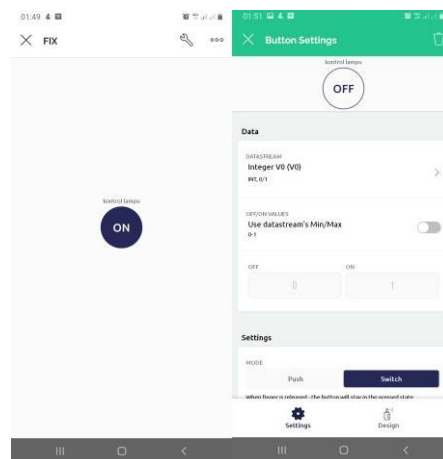 01:49
FIX
kontrol lampu
ON
01:51
Button Settings
kontrol lampu
OFF
Data
DATASTREAM
Integer V0 (V0)
INT, 0/1
OFF/ON VALUES
Use datastream's Min/Max
0-1
OFF ON
0 1
Settings
MODE
Push Switch
When finger is released - the button will stay in the pressed state
Settings Design